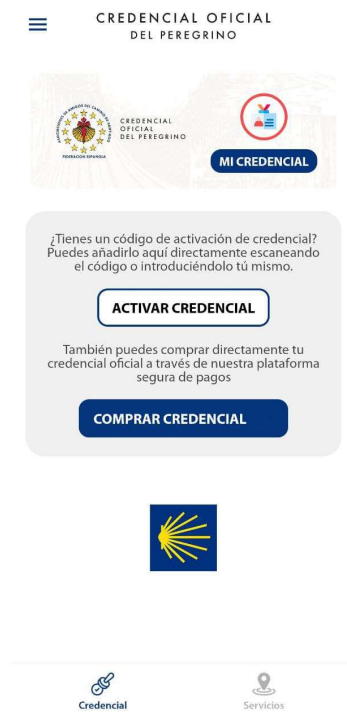 CREDENCIAL OFICIAL
DEL PEREGRINO
CREDENCIAL
OFICIAL
DEL PEREGRINO
FEDERACIÓN ESPAÑOLA
MI CREDENCIAL
¿Tienes un código de activación de credencial?
Puedes añadirlo aquí directamente escaneando
el código o introduciéndolo tú mismo.
ACTIVAR CREDENCIAL
También puedes comprar directamente tu
credencial oficial a través de nuestra plataforma
segura de pagos
COMPRAR CREDENCIAL
Credencial
Servicios